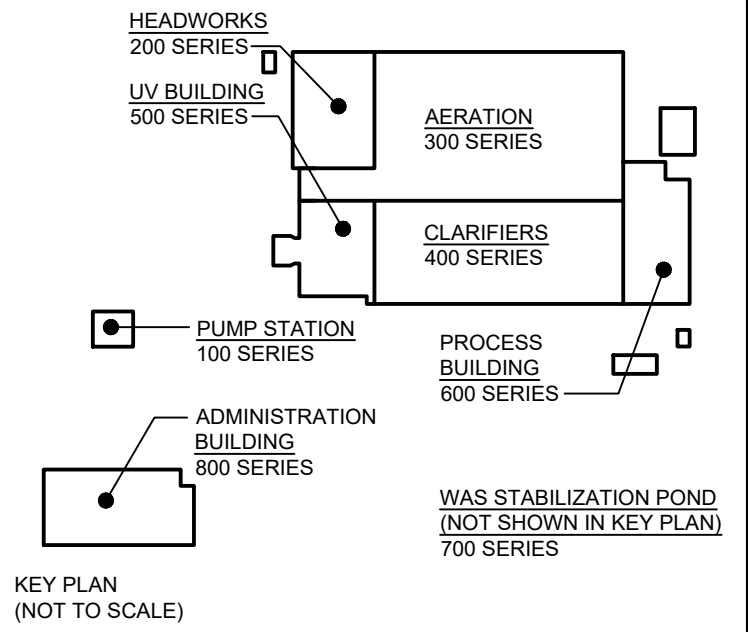 HEADWORKS
200 SERIES
UV BUILDING
500 SERIES
AERATION
300 SERIES
CLARIFIERS
400 SERIES
PUMP STATION
100 SERIES
PROCESS
BUILDING
600 SERIES
ADMINISTRATION
BUILDING
800 SERIES
WAS STABILIZATION POND
(NOT SHOWN IN KEY PLAN)
700 SERIES
KEY PLAN
(NOT TO SCALE)